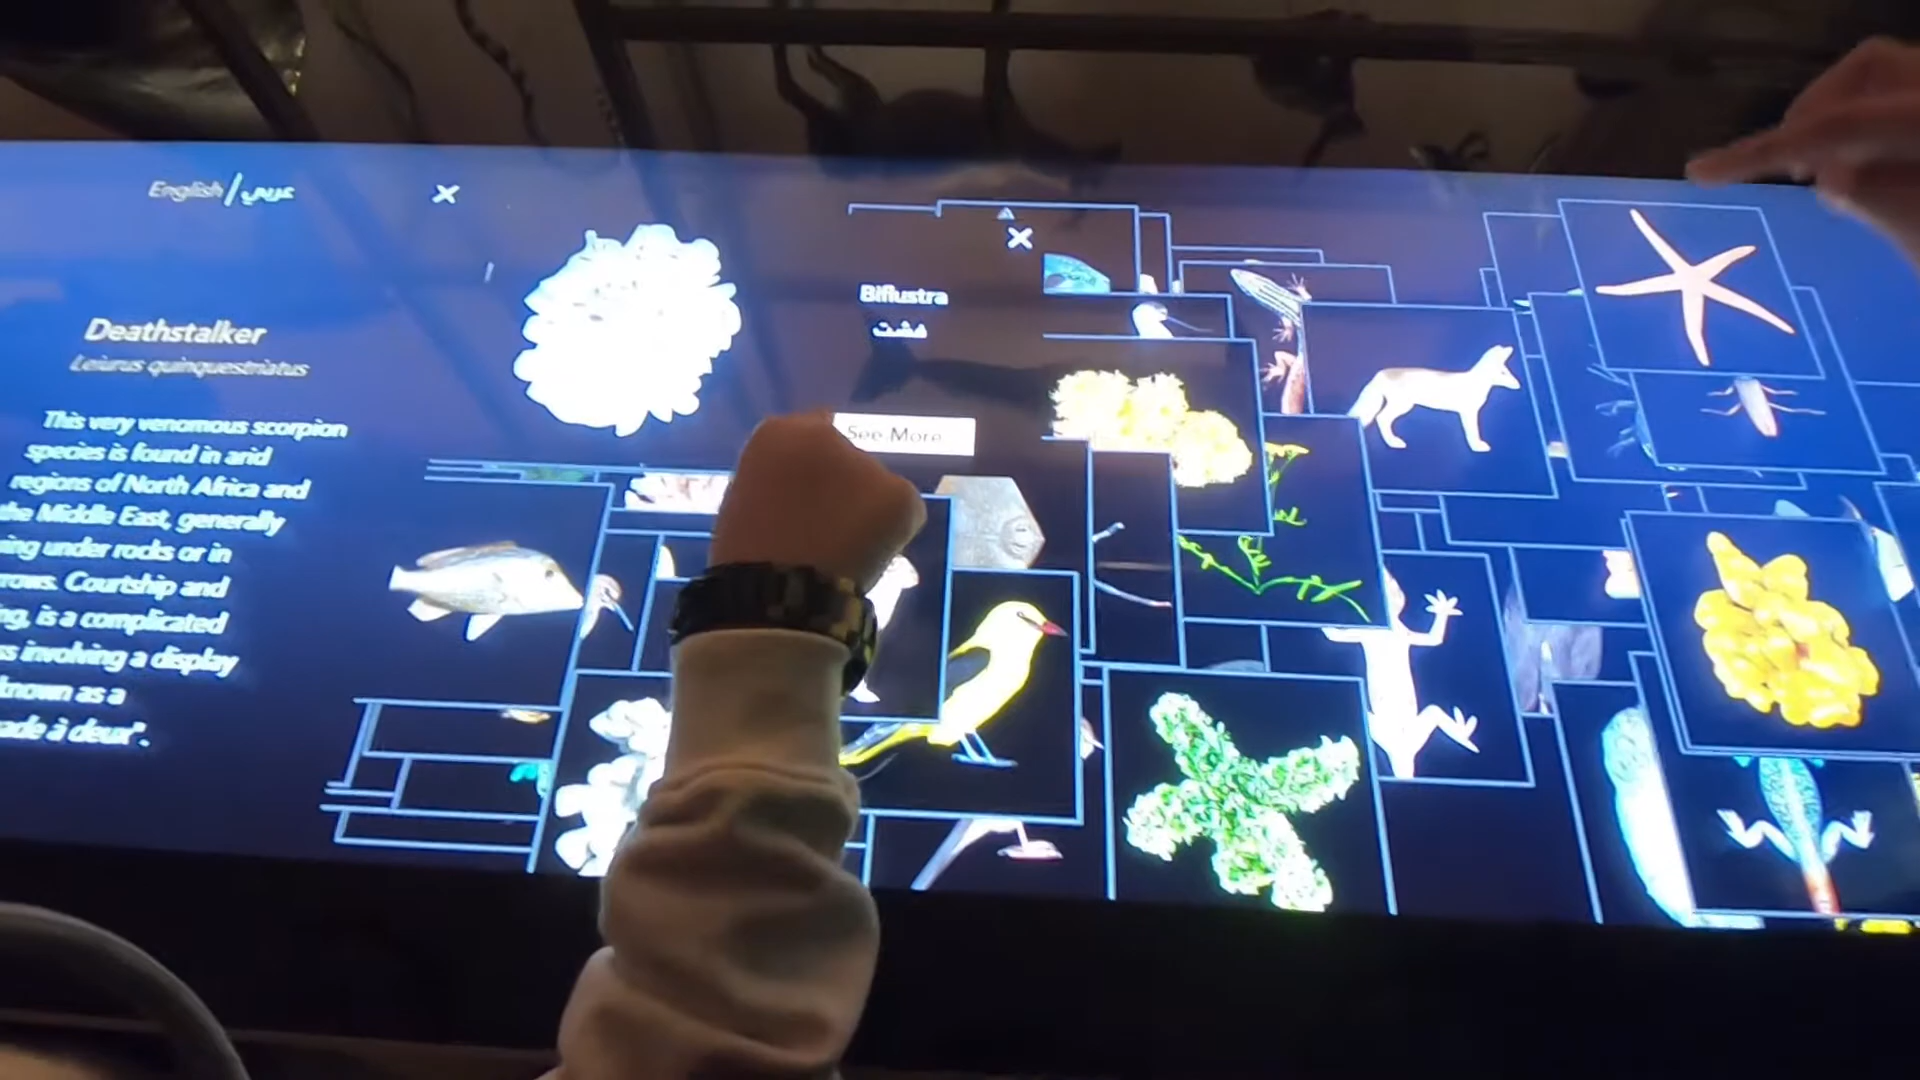 English / عربي
Deathstalker
Leiurus quinquestriatus
This very venomous scorpion
species is found in arid
regions of North Africa and
the Middle East, generally
under rocks or in
Courtship and
is a complicated
involving a display
known as a
à deux".
Biflustra
See More